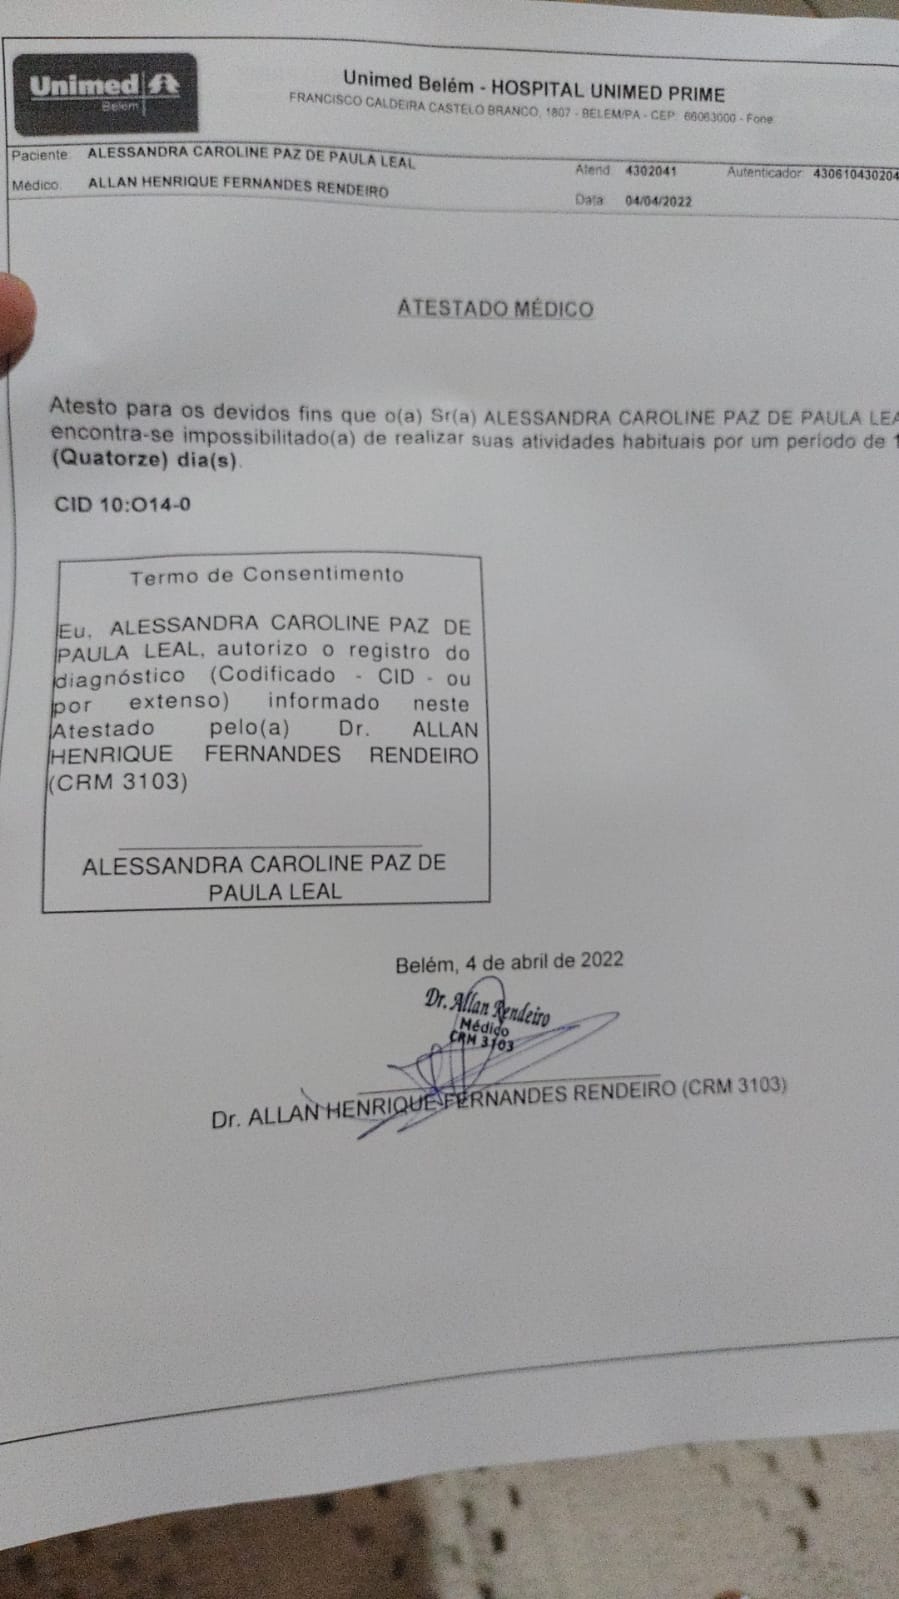 Unimed
Belém
Unimed Belém - HOSPITAL UNIMED PRIME
FRANCISCO CALDEIRA CASTELO BRANCO, 1807 - BELEM/PA - CEP: 66063000 - Fone
Paciente: ALESSANDRA CAROLINE PAZ DE PAULA LEAL
Atend: 4302041 Autenticador: 430610430204
Médico: ALLAN HENRIQUE FERNANDES RENDEIRO
Data: 04/04/2022
ATESTADO MÉDICO
Atesto para os devidos fins que o(a) Sr(a) ALESSANDRA CAROLINE PAZ DE PAULA LEA
encontra-se impossibilitado(a) de realizar suas atividades habituais por um período de 1
(Quatorze) dia(s).
CID 10:O14-0
Termo de Consentimento
Eu, ALESSANDRA CAROLINE PAZ DE
PAULA LEAL, autorizo o registro do
diagnóstico (Codificado - CID - ou
por extenso) informado neste
Atestado pelo(a) Dr. ALLAN
HENRIQUE FERNANDES RENDEIRO
(CRM 3103)
ALESSANDRA CAROLINE PAZ DE
PAULA LEAL
Belém, 4 de abril de 2022
Dr. Allan Rendeiro
Médico
CRM 3103
Dr. ALLAN HENRIQUE FERNANDES RENDEIRO (CRM 3103)